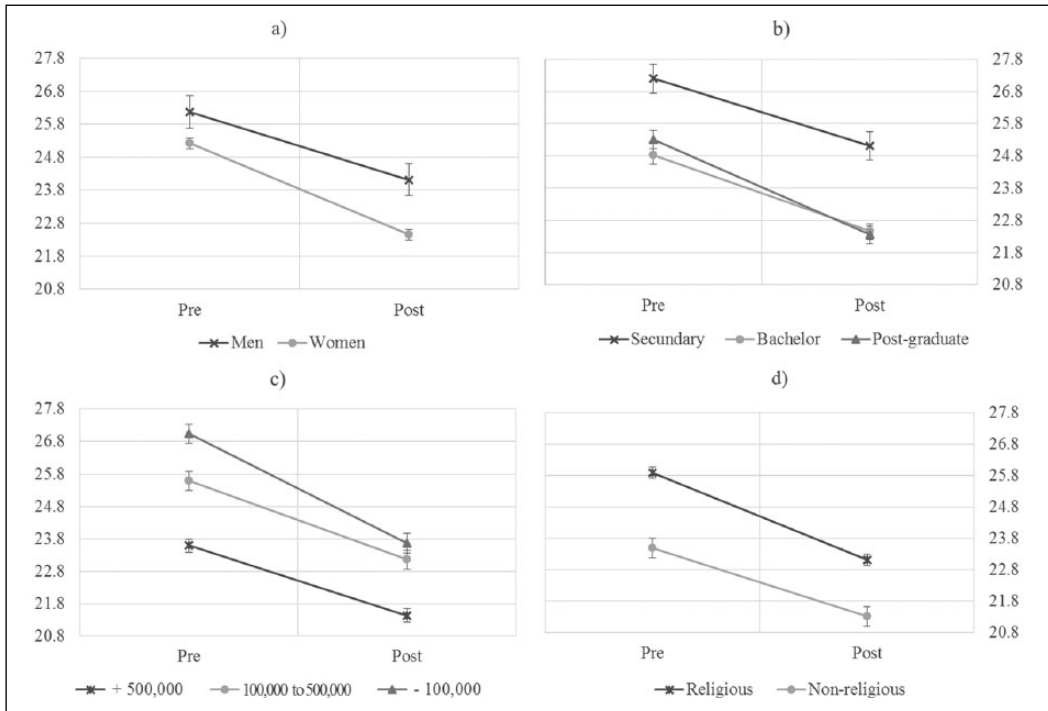 a)
27.8
26.8
25.8
24.8
23.8
22.8
21.8
20.8
Pre Post
Men Women
b)
27.8
26.8
25.8
24.8
23.8
22.8
21.8
20.8
Pre Post
Secundary Bachelor Post-graduate
c)
27.8
26.8
25.8
24.8
23.8
22.8
21.8
20.8
Pre Post
+ 500,000 100,000 to 500,000 - 100,000
d)
27.8
26.8
25.8
24.8
23.8
22.8
21.8
20.8
Pre Post
Religious Non-religious